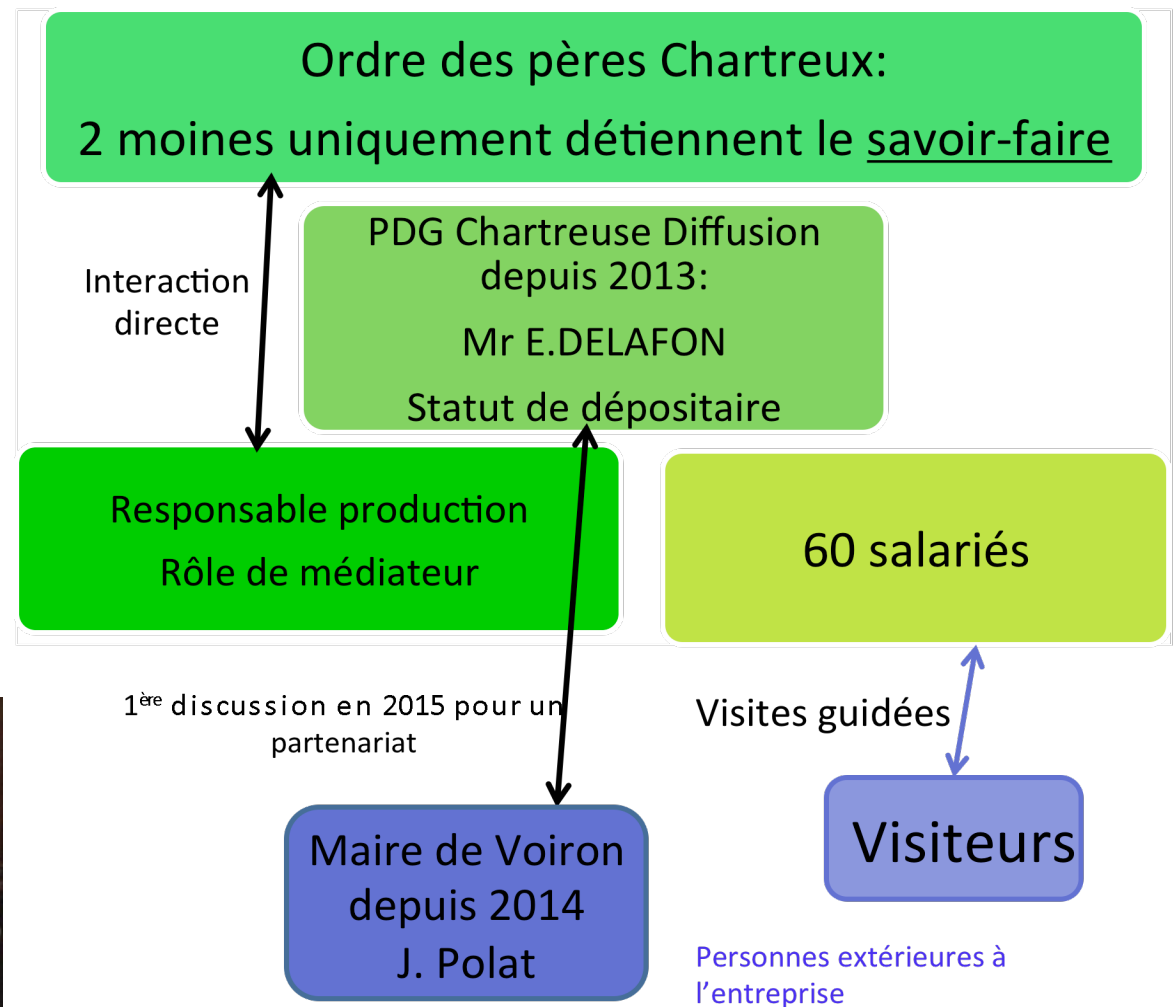 Ordre des pères Chartreux:
2 moines uniquement détiennent le savoir-faire
PDG Chartreuse Diffusion
depuis 2013:
Mr E.DELAFON
Statut de dépositaire
Interaction
directe
Responsable production
Rôle de médiateur
60 salariés
1ère discussion en 2015 pour un
partenariat
Visites guidées
Maire de Voiron
depuis 2014
J. Polat
Visiteurs
Personnes extérieures à
l’entreprise